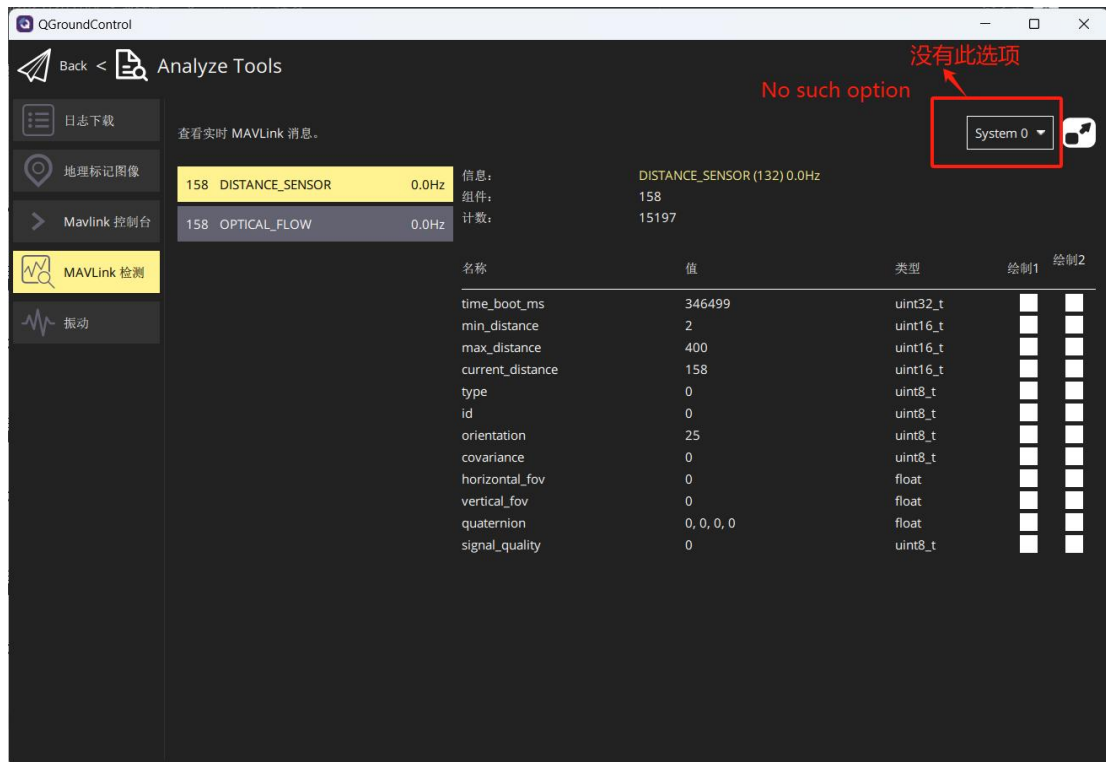 QGroundControl
Back < Analyze Tools
没有此选项
No such option
日志下载
地理标记图像
Mavlink 控制台
MAVLink 检测
振动
查看实时 MAVLink 消息。
System 0
158 DISTANCE_SENSOR 0.0Hz
158 OPTICAL_FLOW 0.0Hz
信息: DISTANCE_SENSOR (132) 0.0Hz
组件: 158
计数: 15197
名称 值 类型 绘制1 绘制2
time_boot_ms 346499 uint32_t
min_distance 2 uint16_t
max_distance 400 uint16_t
current_distance 158 uint16_t
type 0 uint8_t
id 0 uint8_t
orientation 25 uint8_t
covariance 0 uint8_t
horizontal_fov 0 float
vertical_fov 0 float
quaternion 0, 0, 0, 0 float
signal_quality 0 uint8_t